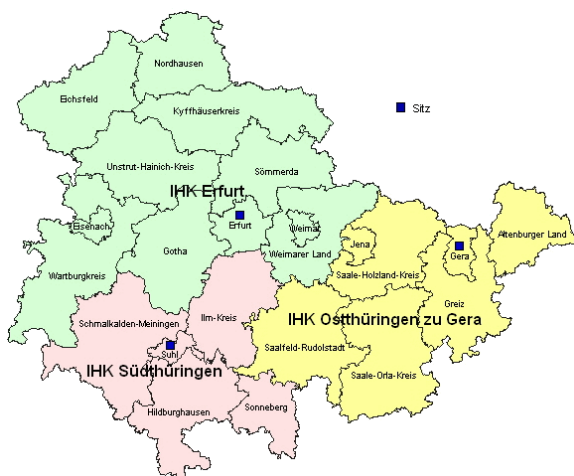 Nordhausen
Eichsfeld
Kyffhäuserkreis
Sitz
Unstrut-Hainich-Kreis
Sömmerda
IHK Erfurt
Eisenach
Erfurt
Weimar
Gotha
Weimarer Land
Wartburgkreis
Jena
Gera
Altenburger Land
Saale-Holzland-Kreis
Greiz
Schmalkalden-Meiningen
Ilm-Kreis
IHK Ostthüringen zu Gera
Saalfeld-Rudolstadt
Suhl
IHK Südthüringen
Saale-Orla-Kreis
Hildburghausen
Sonneberg